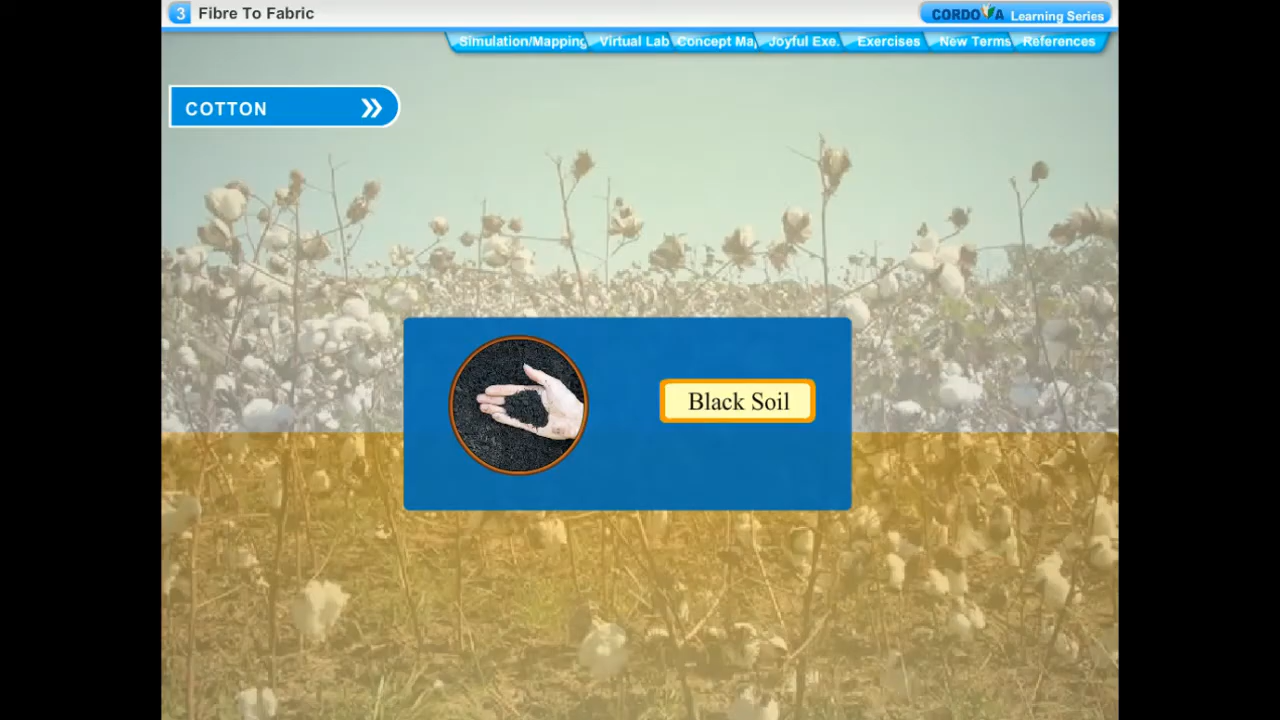 3 Fibre To Fabric
CORDOVA Learning Series
Simulation/Mapping Virtual Lab Concept Ma Joyful Exe. Exercises New Terms References
COTTON
Black Soil